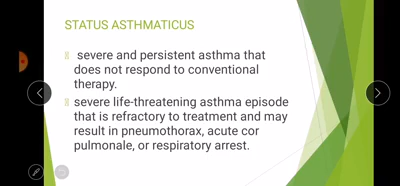 STATUS ASTHMATICUS
severe and persistent asthma that
does not respond to conventional
therapy.
severe life-threatening asthma episode
that is refractory to treatment and may
result in pneumothorax, acute cor
pulmonale, or respiratory arrest.